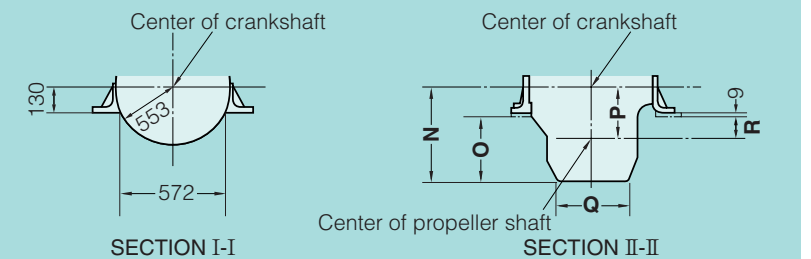 Center of crankshaft
Center of crankshaft
130
553
572
N
O
P
9
R
Q
Center of propeller shaft
SECTION I-I
SECTION II-II